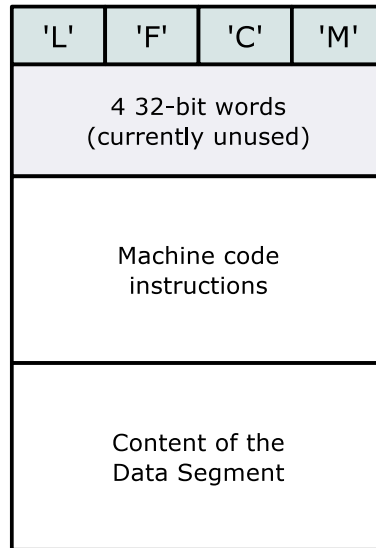 'L' 'F' 'C' 'M'
4 32-bit words
(currently unused)
Machine code
instructions
Content of the
Data Segment